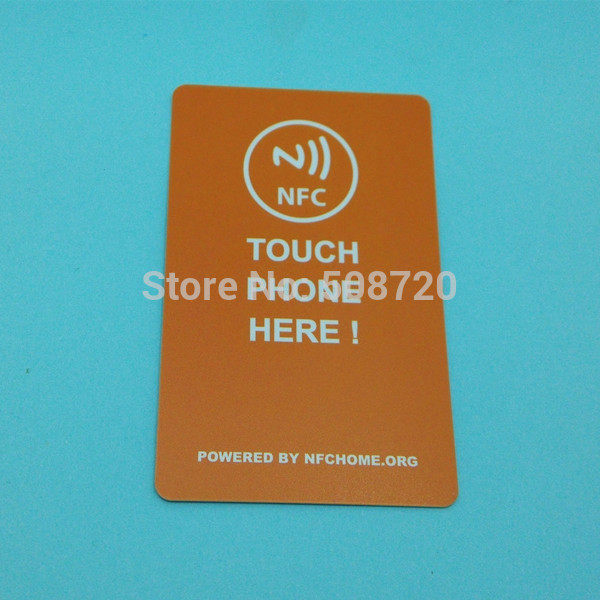 NFC
TOUCH
PHONE
Store No. 508720
HERE !
POWERED BY NFCHOME.ORG